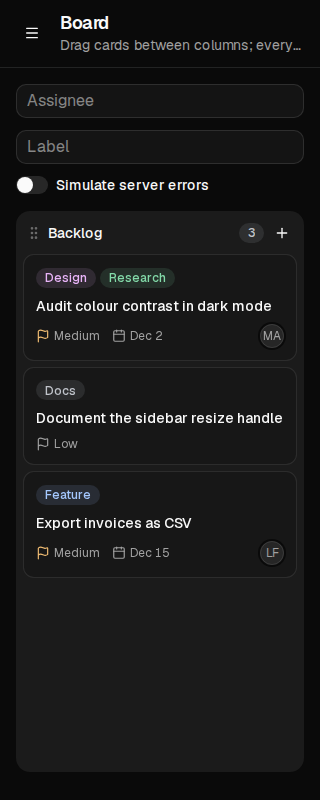 Board
Drag cards between columns; every…
Assignee
Label
Simulate server errors
Backlog 3
Design Research
Audit colour contrast in dark mode
Medium Dec 2 MA
Docs
Document the sidebar resize handle
Low
Feature
Export invoices as CSV
Medium Dec 15 LF